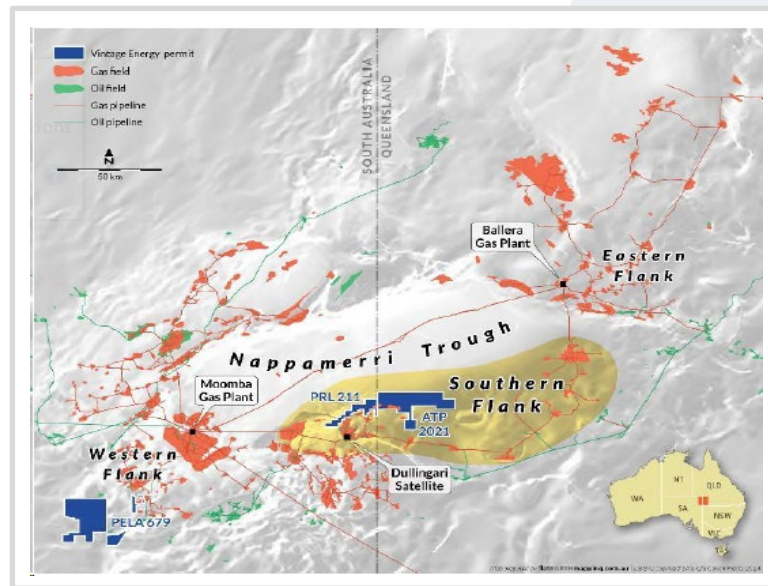 Vintage Energy permit
Gas field
Oil field
Gas pipeline
Oil pipeline
N
50 km
SOUTH AUSTRALIA
QUEENSLAND
Ballera
Gas Plant
Eastern
Flank
Nappamerri Trough
Moomba
Gas Plant
PRL 211
Southern
Flank
ATP
2021
Western
Flank
Dullingari
Satellite
PELA 679
NT
QLD
WA
SA
NSW
VIC
TAS